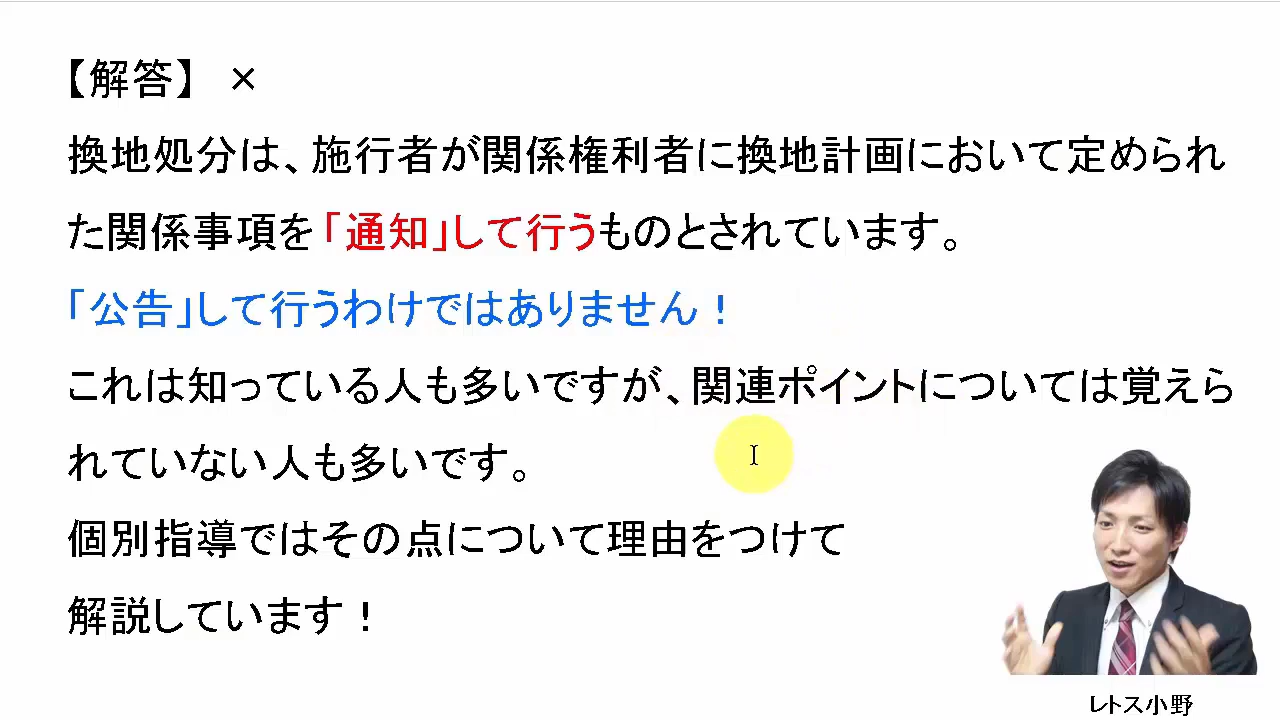 【解答】 ×
換地処分は、施行者が関係権利者に換地計画において定められ
た関係事項を「通知」して行うものとされています。
「公告」して行うわけではありません！
これは知っている人も多いですが、関連ポイントについては覚えら
れていない人も多いです。
個別指導ではその点について理由をつけて
解説しています！
レトス小野